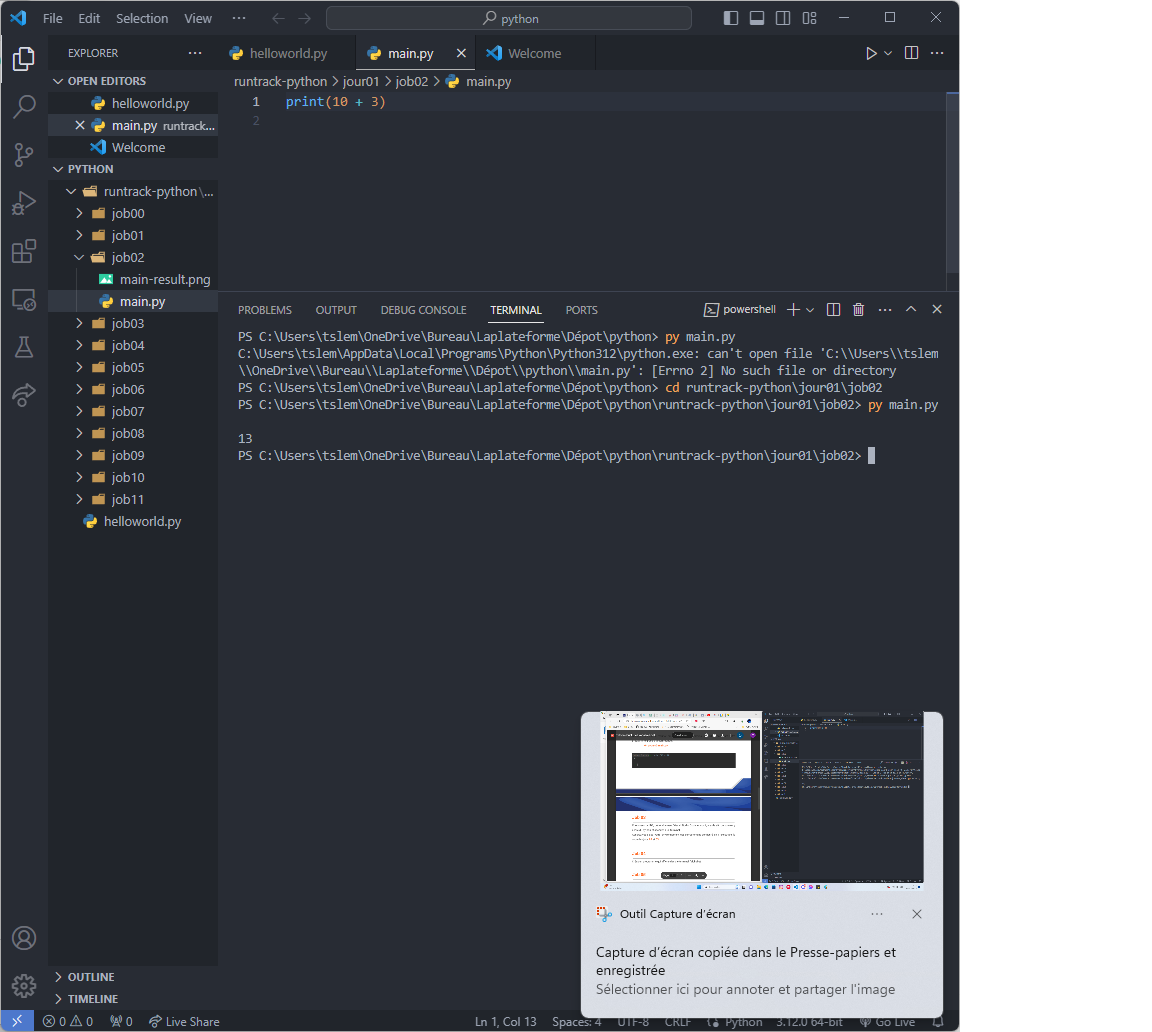 File Edit Selection View ··· python
EXPLORER ···
helloworld.py main.py Welcome ···
OPEN EDITORS
helloworld.py
main.py runtrack...
Welcome
PYTHON
runtrack-python\...
job00
job01
job02
main-result.png
main.py
job03
job04
job05
job06
job07
job08
job09
job10
job11
helloworld.py
OUTLINE
TIMELINE
runtrack-python > jour01 > job02 > main.py
1 print(10 + 3)
2
PROBLEMS OUTPUT DEBUG CONSOLE TERMINAL PORTS powershell ···
PS C:\Users\tslem\OneDrive\Bureau\Laplateforme\Dépot\python> py main.py
C:\Users\tslem\AppData\Local\Programs\Python\Python312\python.exe: can't open file 'C:\\Users\\tslem
\\OneDrive\\Bureau\\Laplateforme\\Dépot\\python\\main.py': [Errno 2] No such file or directory
PS C:\Users\tslem\OneDrive\Bureau\Laplateforme\Dépot\python> cd runtrack-python\jour01\job02
PS C:\Users\tslem\OneDrive\Bureau\Laplateforme\Dépot\python\runtrack-python\jour01\job02> py main.py
13
PS C:\Users\tslem\OneDrive\Bureau\Laplateforme\Dépot\python\runtrack-python\jour01\job02>
Outil Capture d'écran ···
Capture d'écran copiée dans le Presse-papiers et
enregistrée
Sélectionner ici pour annoter et partager l'image
0 0 0 Live Share Ln 1, Col 13 Spaces: 4 UTF-8 CRLF Python 3.12.0 64-bit Go Live